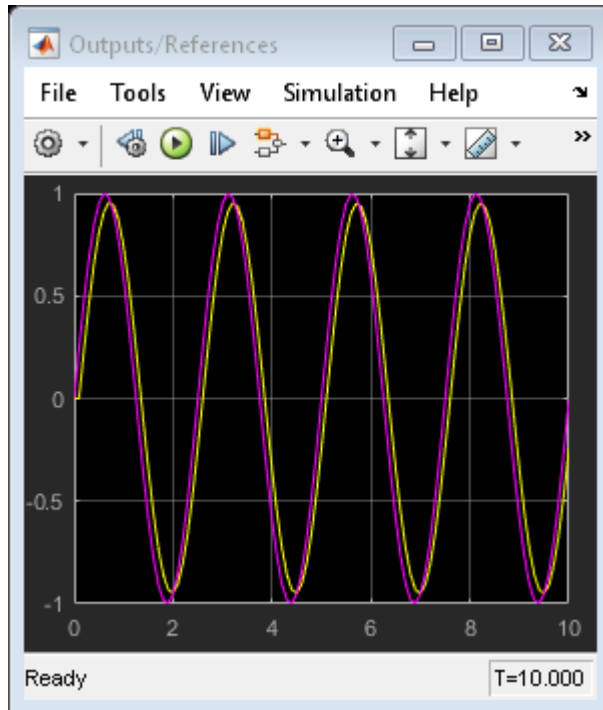 Outputs/References
File Tools View Simulation Help
1
0.5
0
-0.5
-1
0 2 4 6 8 10
Ready T=10.000